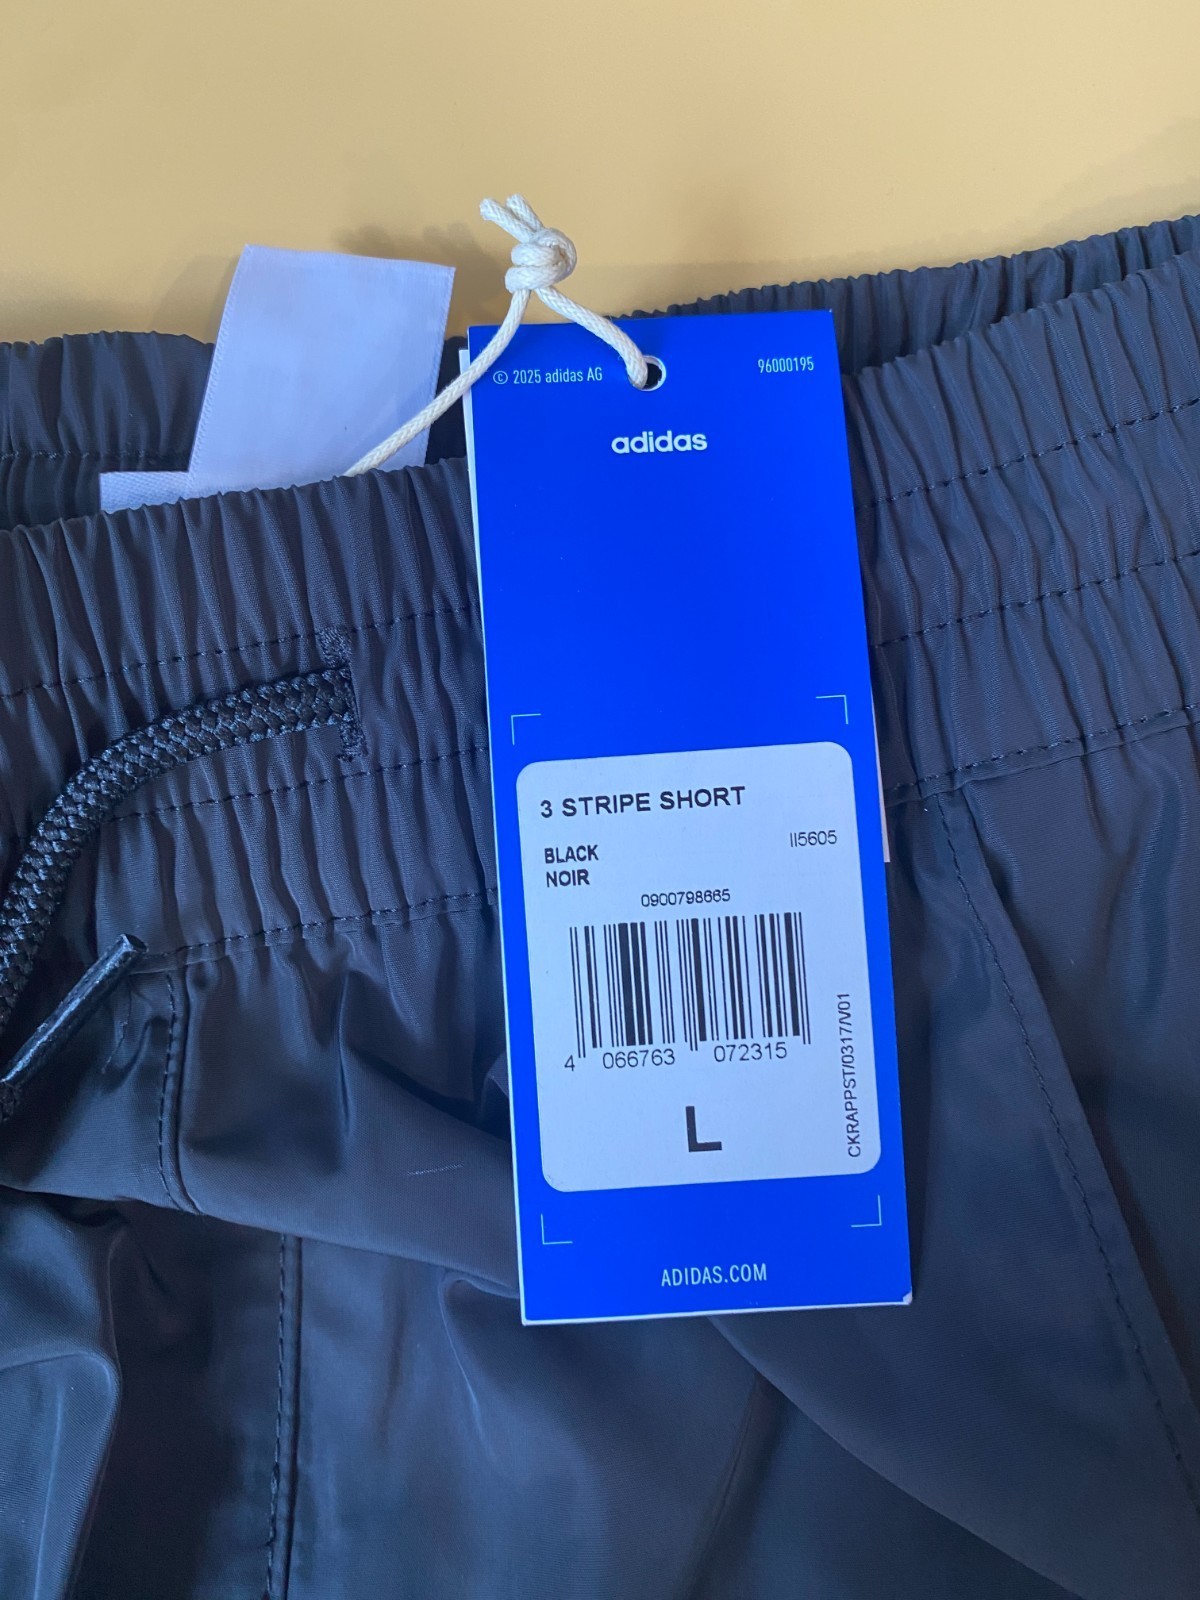 © 2025 adidas AG
96000195
adidas
3 STRIPE SHORT
BLACK
II5605
NOIR
0900798665
4 066763 072315
L
CKRAPPST/0317/V01
ADIDAS.COM